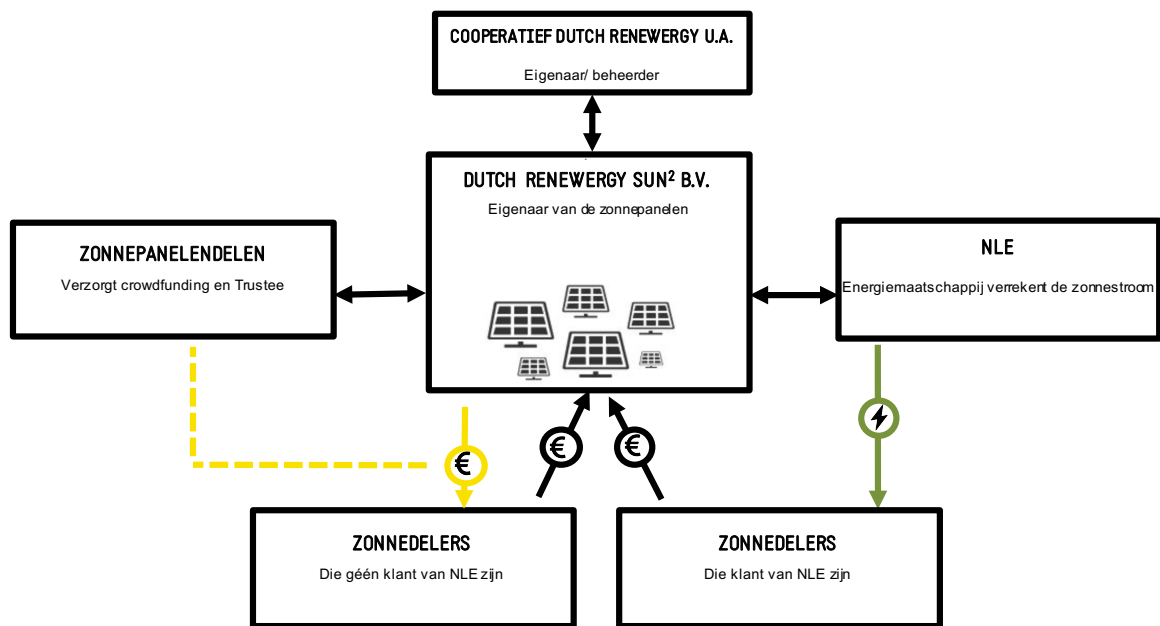 COOPERATIEF DUTCH RENEWERGY U.A.
Eigenaar/ beheerder
DUTCH RENEWERGY SUN² B.V.
Eigenaar van de zonnepanelen
ZONNEPANELENDELEN
Verzorgt crowdfunding en Trustee
NLE
Energiemaatschappij verrekent de zonnestroom
€
€
€
ZONNEDELERS
Die géén klant van NLE zijn
ZONNEDELERS
Die klant van NLE zijn